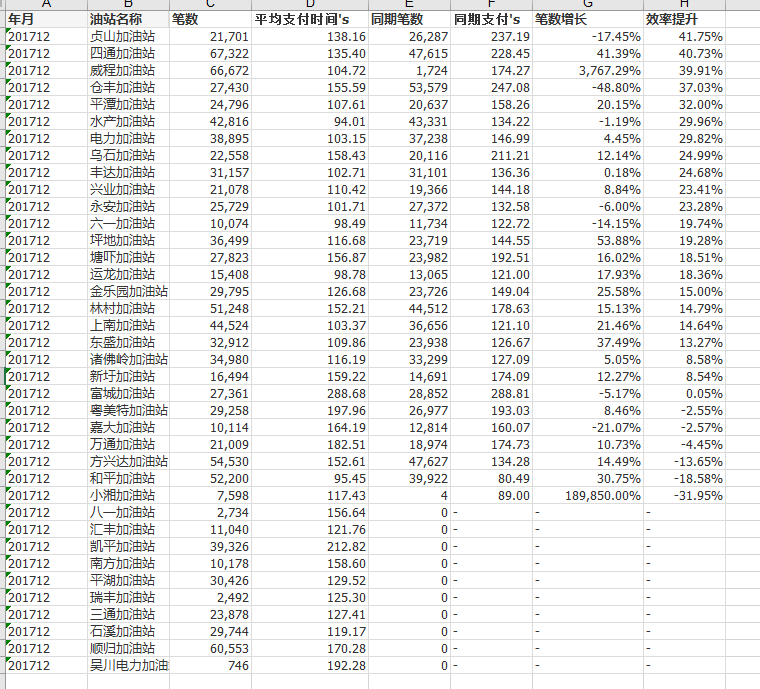 A B C D E F G H
年月 油站名称 笔数 平均支付时间's 同期笔数 同期支付's 笔数增长 效率提升
201712 贞山加油站 21,701 138.16 26,287 237.19 -17.45% 41.75%
201712 四通加油站 67,322 135.40 47,615 228.45 41.39% 40.73%
201712 威程加油站 66,672 104.72 1,724 174.27 3,767.29% 39.91%
201712 仓丰加油站 27,430 155.59 53,579 247.08 -48.80% 37.03%
201712 平潭加油站 24,796 107.61 20,637 158.26 20.15% 32.00%
201712 水产加油站 42,816 94.01 43,331 134.22 -1.19% 29.96%
201712 电力加油站 38,895 103.15 37,238 146.99 4.45% 29.82%
201712 乌石加油站 22,558 158.43 20,116 211.21 12.14% 24.99%
201712 丰达加油站 31,157 102.71 31,101 136.36 0.18% 24.68%
201712 兴业加油站 21,078 110.42 19,366 144.18 8.84% 23.41%
201712 永安加油站 25,729 101.71 27,372 132.58 -6.00% 23.28%
201712 六一加油站 10,074 98.49 11,734 122.72 -14.15% 19.74%
201712 坪地加油站 36,499 116.68 23,719 144.55 53.88% 19.28%
201712 塘吓加油站 27,823 156.87 23,982 192.51 16.02% 18.51%
201712 运龙加油站 15,408 98.78 13,065 121.00 17.93% 18.36%
201712 金乐园加油站 29,795 126.68 23,726 149.04 25.58% 15.00%
201712 林村加油站 51,248 152.21 44,512 178.63 15.13% 14.79%
201712 上南加油站 44,524 103.37 36,656 121.10 21.46% 14.64%
201712 东盛加油站 32,912 109.86 23,938 126.67 37.49% 13.27%
201712 诸佛岭加油站 34,980 116.19 33,299 127.09 5.05% 8.58%
201712 新圩加油站 16,494 159.22 14,691 174.09 12.27% 8.54%
201712 富城加油站 27,361 288.68 28,852 288.81 -5.17% 0.05%
201712 粤美特加油站 29,258 197.96 26,977 193.03 8.46% -2.55%
201712 嘉大加油站 10,114 164.19 12,814 160.07 -21.07% -2.57%
201712 万通加油站 21,009 182.51 18,974 174.73 10.73% -4.45%
201712 方兴达加油站 54,530 152.61 47,627 134.28 14.49% -13.65%
201712 和平加油站 52,200 95.45 39,922 80.49 30.75% -18.58%
201712 小湘加油站 7,598 117.43 4 89.00 189,850.00% -31.95%
201712 八一加油站 2,734 156.64 0 - - -
201712 汇丰加油站 11,040 121.76 0 - - -
201712 凯平加油站 39,326 212.82 0 - - -
201712 南方加油站 10,178 158.60 0 - - -
201712 平湖加油站 30,426 129.52 0 - - -
201712 瑞丰加油站 2,492 125.30 0 - - -
201712 三通加油站 23,878 127.41 0 - - -
201712 石溪加油站 29,744 119.17 0 - - -
201712 顺归加油站 60,553 170.28 0 - - -
201712 吴川电力加油 746 192.28 0 - - -